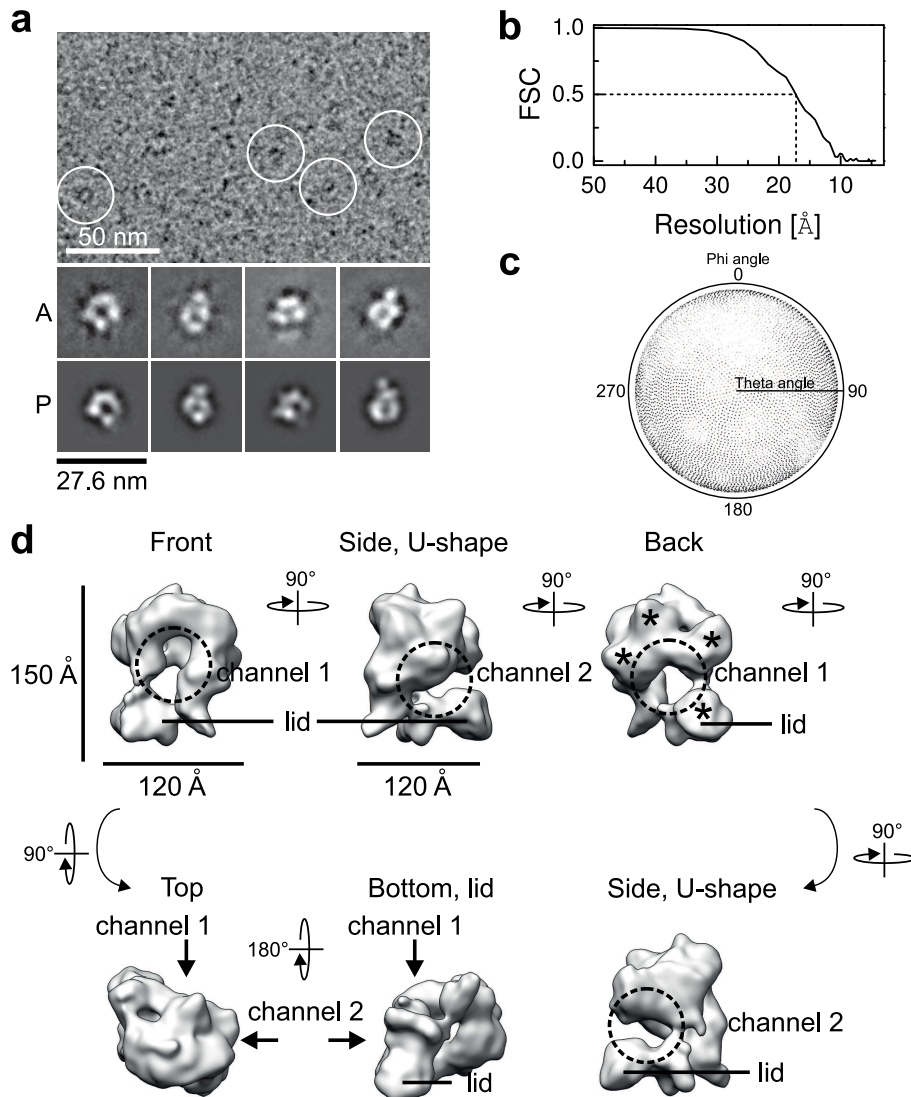 a
50 nm
A
P
27.6 nm
b
FSC
1.0
0.5
0.0
50 40 30 20 10
Resolution [Å]
c
Phi angle
0
Theta angle
270
90
180
d
Front
Side, U-shape
Back
90°
90°
90°
150 Å
channel 1
channel 2
channel 1
* * * *
lid
lid
120 Å
120 Å
90°
90°
Top
Bottom, lid
Side, U-shape
channel 1
channel 1
180°
channel 2
channel 2
lid
lid